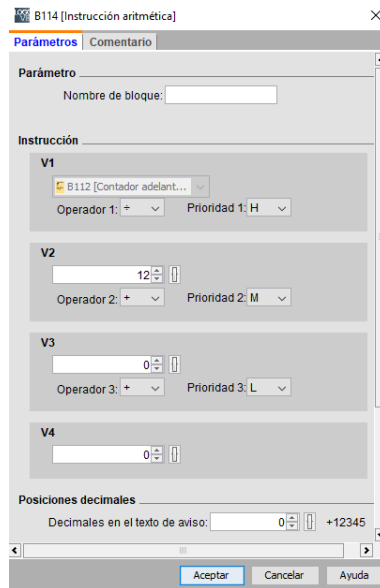 B114 [Instrucción aritmética]
Parámetros Comentario
Parámetro
Nombre de bloque:
Instrucción
V1
B112 [Contador adelant...
Operador 1: ÷ Prioridad 1: H
V2
12
Operador 2: + Prioridad 2: M
V3
0
Operador 3: + Prioridad 3: L
V4
0
Posiciones decimales
Decimales en el texto de aviso: 0 +12345
Aceptar Cancelar Ayuda